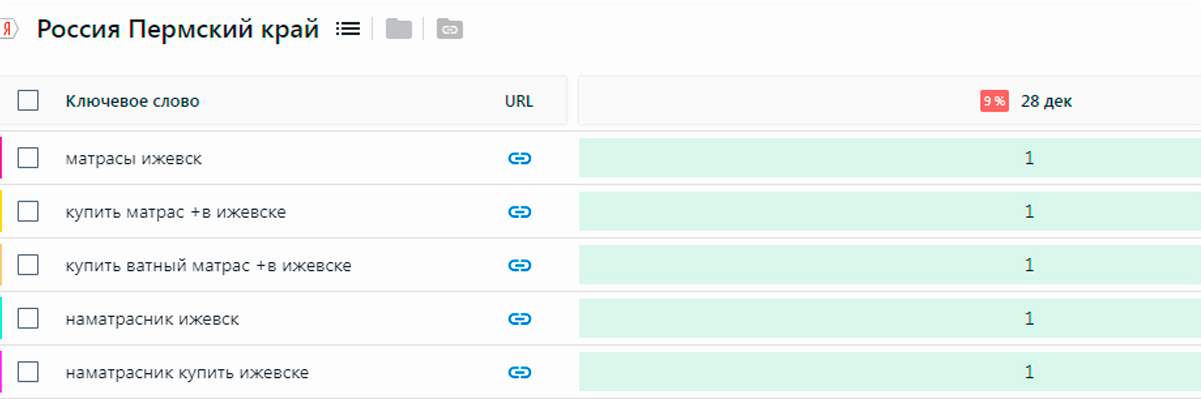 Я Россия Пермский край
Ключевое слово URL 9 % 28 дек
матрасы ижевск 1
купить матрас +в ижевске 1
купить ватный матрас +в ижевске 1
наматрасник ижевск 1
наматрасник купить ижевске 1